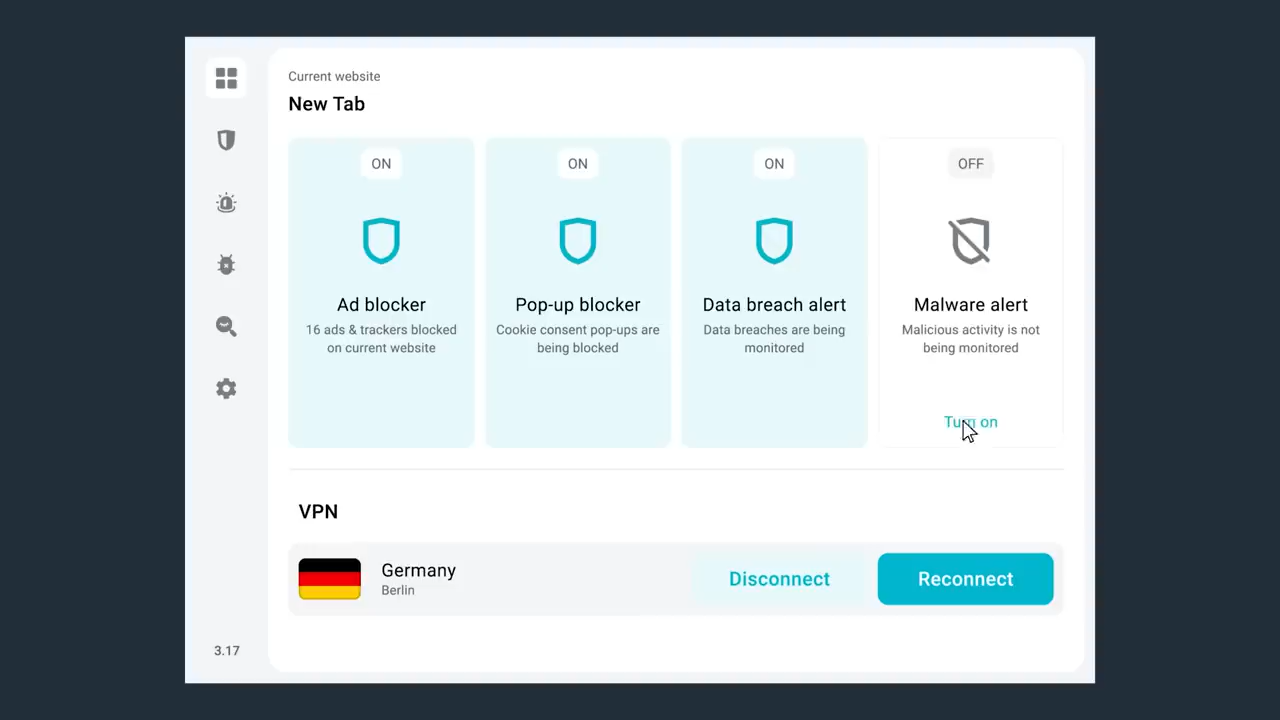 Current website
New Tab
ON
ON
ON
OFF
Ad blocker
16 ads & trackers blocked
on current website
Pop-up blocker
Cookie consent pop-ups are
being blocked
Data breach alert
Data breaches are being
monitored
Malware alert
Malicious activity is not
being monitored
Turn on
VPN
Germany
Berlin
Disconnect
Reconnect
3.17